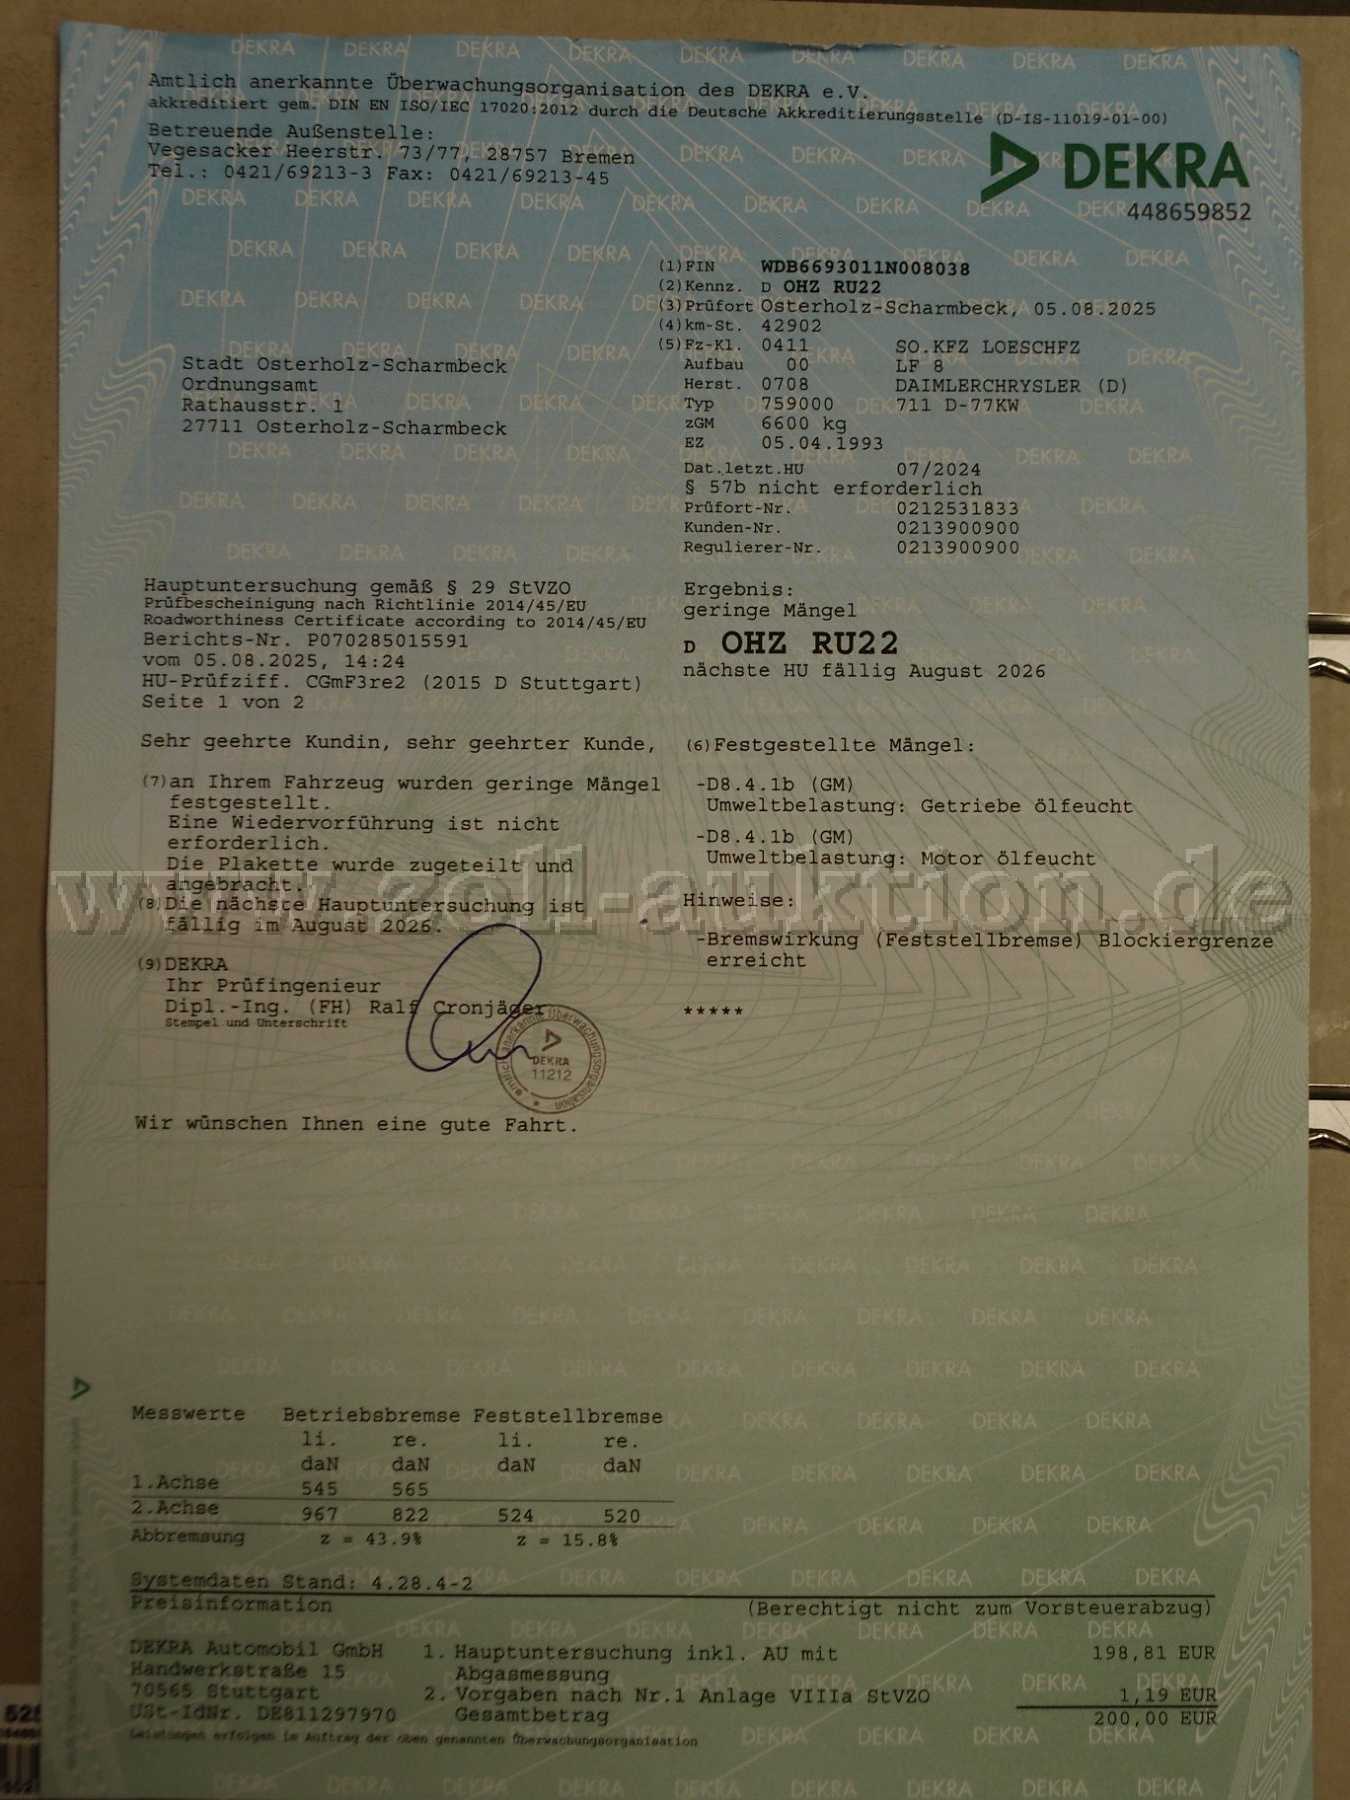 Amtlich anerkannte Überwachungsorganisation des DEKRA e.V.
akkreditiert gem. DIN EN ISO/IEC 17020:2012 durch die Deutsche Akkreditierungsstelle (D-IS-11019-01-00)
Betreuende Außenstelle:
Vegesacker Heerstr. 73/77, 28757 Bremen
Tel.: 0421/69213-3 Fax: 0421/69213-45
DEKRA
448659852
(1) FIN WDB6693011N008038
(2) Kennz. D OHZ RU22
(3) Prüfort Osterholz-Scharmbeck, 05.08.2025
(4) km-St. 42902
(5) Fz-Kl. 0411 SO.KFZ LOESCHFZ
Aufbau 00 LF 8
Herst. 0708 DAIMLERCHRYSLER (D)
Typ 759000 711 D-77KW
zGM 6600 kg
EZ 05.04.1993
Dat.letzt.HU 07/2024
§ 57b nicht erforderlich
Prüfort-Nr. 0212531833
Kunden-Nr. 0213900900
Regulierer-Nr. 0213900900
Stadt Osterholz-Scharmbeck
Ordnungsamt
Rathausstr. 1
27711 Osterholz-Scharmbeck
Hauptuntersuchung gemäß § 29 StVZO
Prüfbescheinigung nach Richtlinie 2014/45/EU
Roadworthiness Certificate according to 2014/45/EU
Berichts-Nr. P070285015591
vom 05.08.2025, 14:24
HU-Prüfziff. CGmF3re2 (2015 D Stuttgart)
Seite 1 von 2
Ergebnis:
geringe Mängel
D OHZ RU22
nächste HU fällig August 2026
Sehr geehrte Kundin, sehr geehrter Kunde,
(7) an Ihrem Fahrzeug wurden geringe Mängel
festgestellt.
Eine Wiedervorführung ist nicht
erforderlich.
Die Plakette wurde zugeteilt und
angebracht.
(8) Die nächste Hauptuntersuchung ist
fällig im August 2026.
(9) DEKRA
Ihr Prüfingenieur
Dipl.-Ing. (FH) Ralf Cronjäger
Stempel und Unterschrift
amtlich anerkannte Überwachungsorganisation
DEKRA
11212
Wir wünschen Ihnen eine gute Fahrt.
(6) Festgestellte Mängel:
-D8.4.1b (GM)
Umweltbelastung: Getriebe ölfeucht
-D8.4.1b (GM)
Umweltbelastung: Motor ölfeucht
Hinweise:
-Bremswirkung (Feststellbremse) Blockiergrenze
erreicht
*****
www.zoll-auktion.de
Messwerte Betriebsbremse Feststellbremse
li. re. li. re.
daN daN daN daN
1.Achse 545 565
2.Achse 967 822 524 520
Abbremsung z = 43.9% z = 15.8%
Systemdaten Stand: 4.28.4-2
Preisinformation (Berechtigt nicht zum Vorsteuerabzug)
DEKRA Automobil GmbH
Handwerkstraße 15
70565 Stuttgart
USt-IdNr. DE811297970
1. Hauptuntersuchung inkl. AU mit 198,81 EUR
Abgasmessung
2. Vorgaben nach Nr.1 Anlage VIIIa StVZO 1,19 EUR
Gesamtbetrag 200,00 EUR
Leistungen erfolgen im Auftrag der oben genannten Überwachungsorganisation